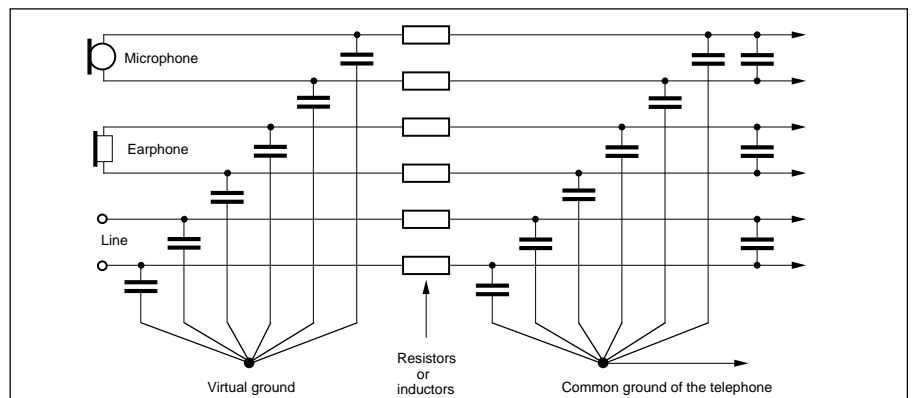 Microphone
Earphone
Line
Virtual ground
Resistors
or
inductors
Common ground of the telephone